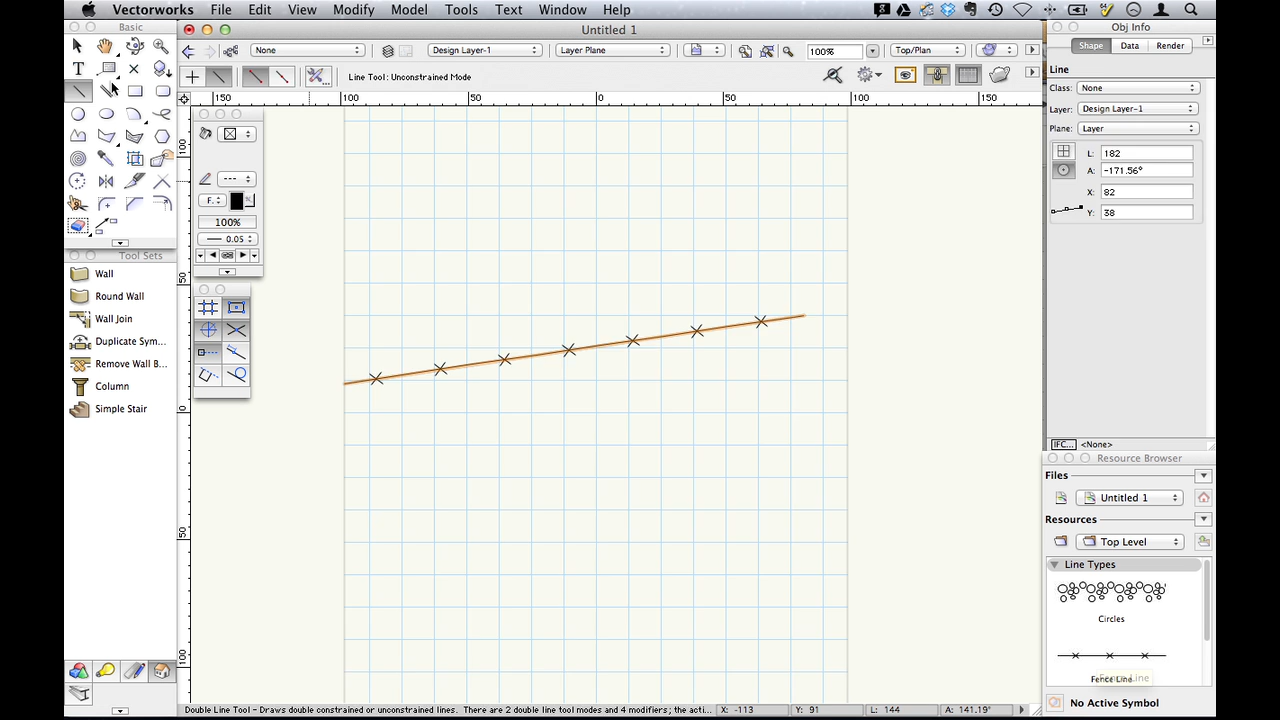 Vectorworks File Edit View Modify Model Tools Text Window Help
Basic
Untitled 1
Obj Info
None
Design Layer-1
Layer Plane
100%
Top/Plan
Shape Data Render
Line Tool: Unconstrained Mode
Line
Class: None
Layer: Design Layer-1
Plane: Layer
L: 182
A: -171.56°
X: 82
Y: 38
150 100 50 0 50 100 150
100
50
0
50
100
F.
100%
0.05
Tool Sets
Wall
Round Wall
Wall Join
Duplicate Sym...
Remove Wall B...
Column
Simple Stair
IFC... <None>
Resource Browser
Files
Untitled 1
Resources
Top Level
Line Types
Circles
Fence Line
No Active Symbol
Double Line Tool - Draws double constrained or unconstrained lines. There are 2 double line tool modes and 4 modifiers; the acti... X: -113 Y: 91 L: 144 A: 141.19°